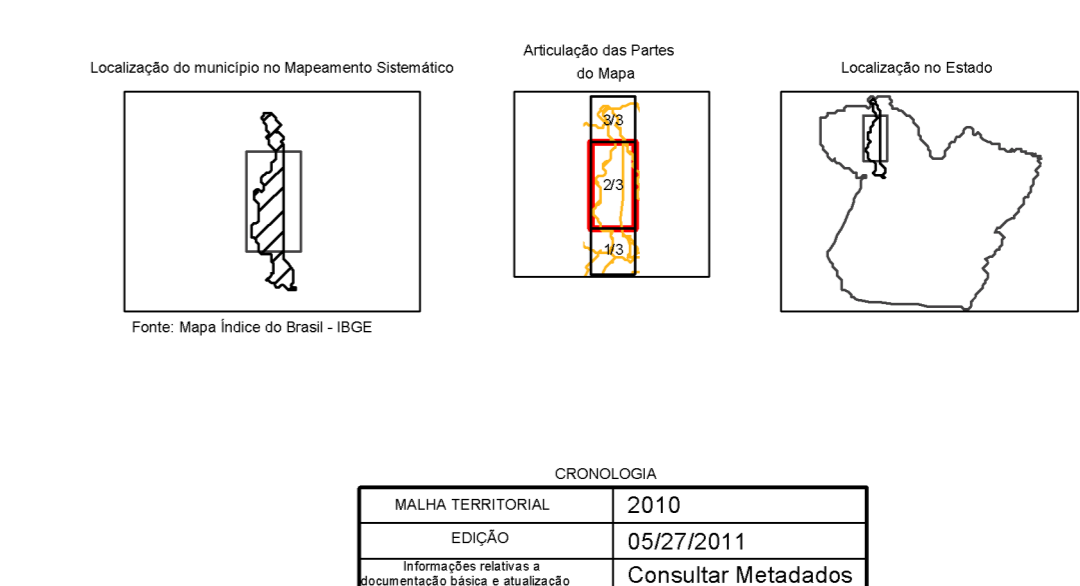 Localização do município no Mapeamento Sistemático
Articulação das Partes
do Mapa
Localização no Estado
3/3
2/3
1/3
Fonte: Mapa Índice do Brasil - IBGE
CRONOLOGIA
MALHA TERRITORIAL 2010
EDIÇÃO 05/27/2011
Informações relativas a
documentação básica e atualização
Consultar Metadados